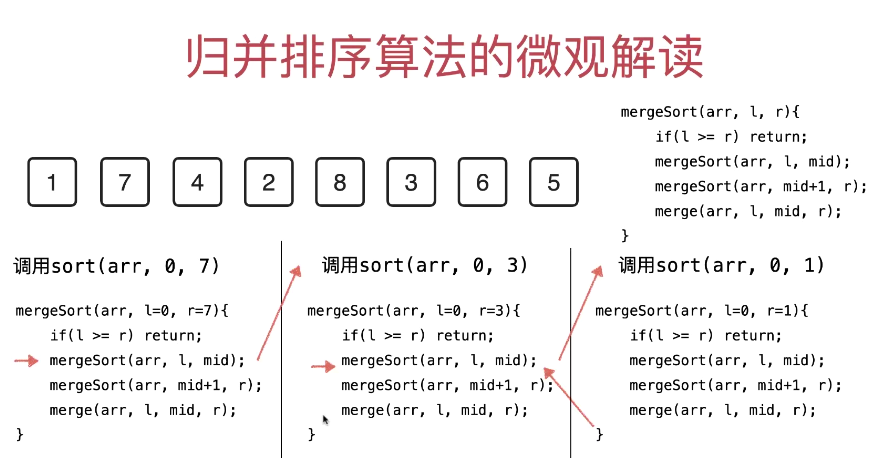 归并排序算法的微观解读
mergeSort(arr, l, r){
if(l >= r) return;
mergeSort(arr, l, mid);
mergeSort(arr, mid+1, r);
merge(arr, l, mid, r);
}
1 7 4 2 8 3 6 5
调用sort(arr, 0, 7)
mergeSort(arr, l=0, r=7){
if(l >= r) return;
mergeSort(arr, l, mid);
mergeSort(arr, mid+1, r);
merge(arr, l, mid, r);
}
调用sort(arr, 0, 3)
mergeSort(arr, l=0, r=3){
if(l >= r) return;
mergeSort(arr, l, mid);
mergeSort(arr, mid+1, r);
merge(arr, l, mid, r);
}
调用sort(arr, 0, 1)
mergeSort(arr, l=0, r=1){
if(l >= r) return;
mergeSort(arr, l, mid);
mergeSort(arr, mid+1, r);
merge(arr, l, mid, r);
}